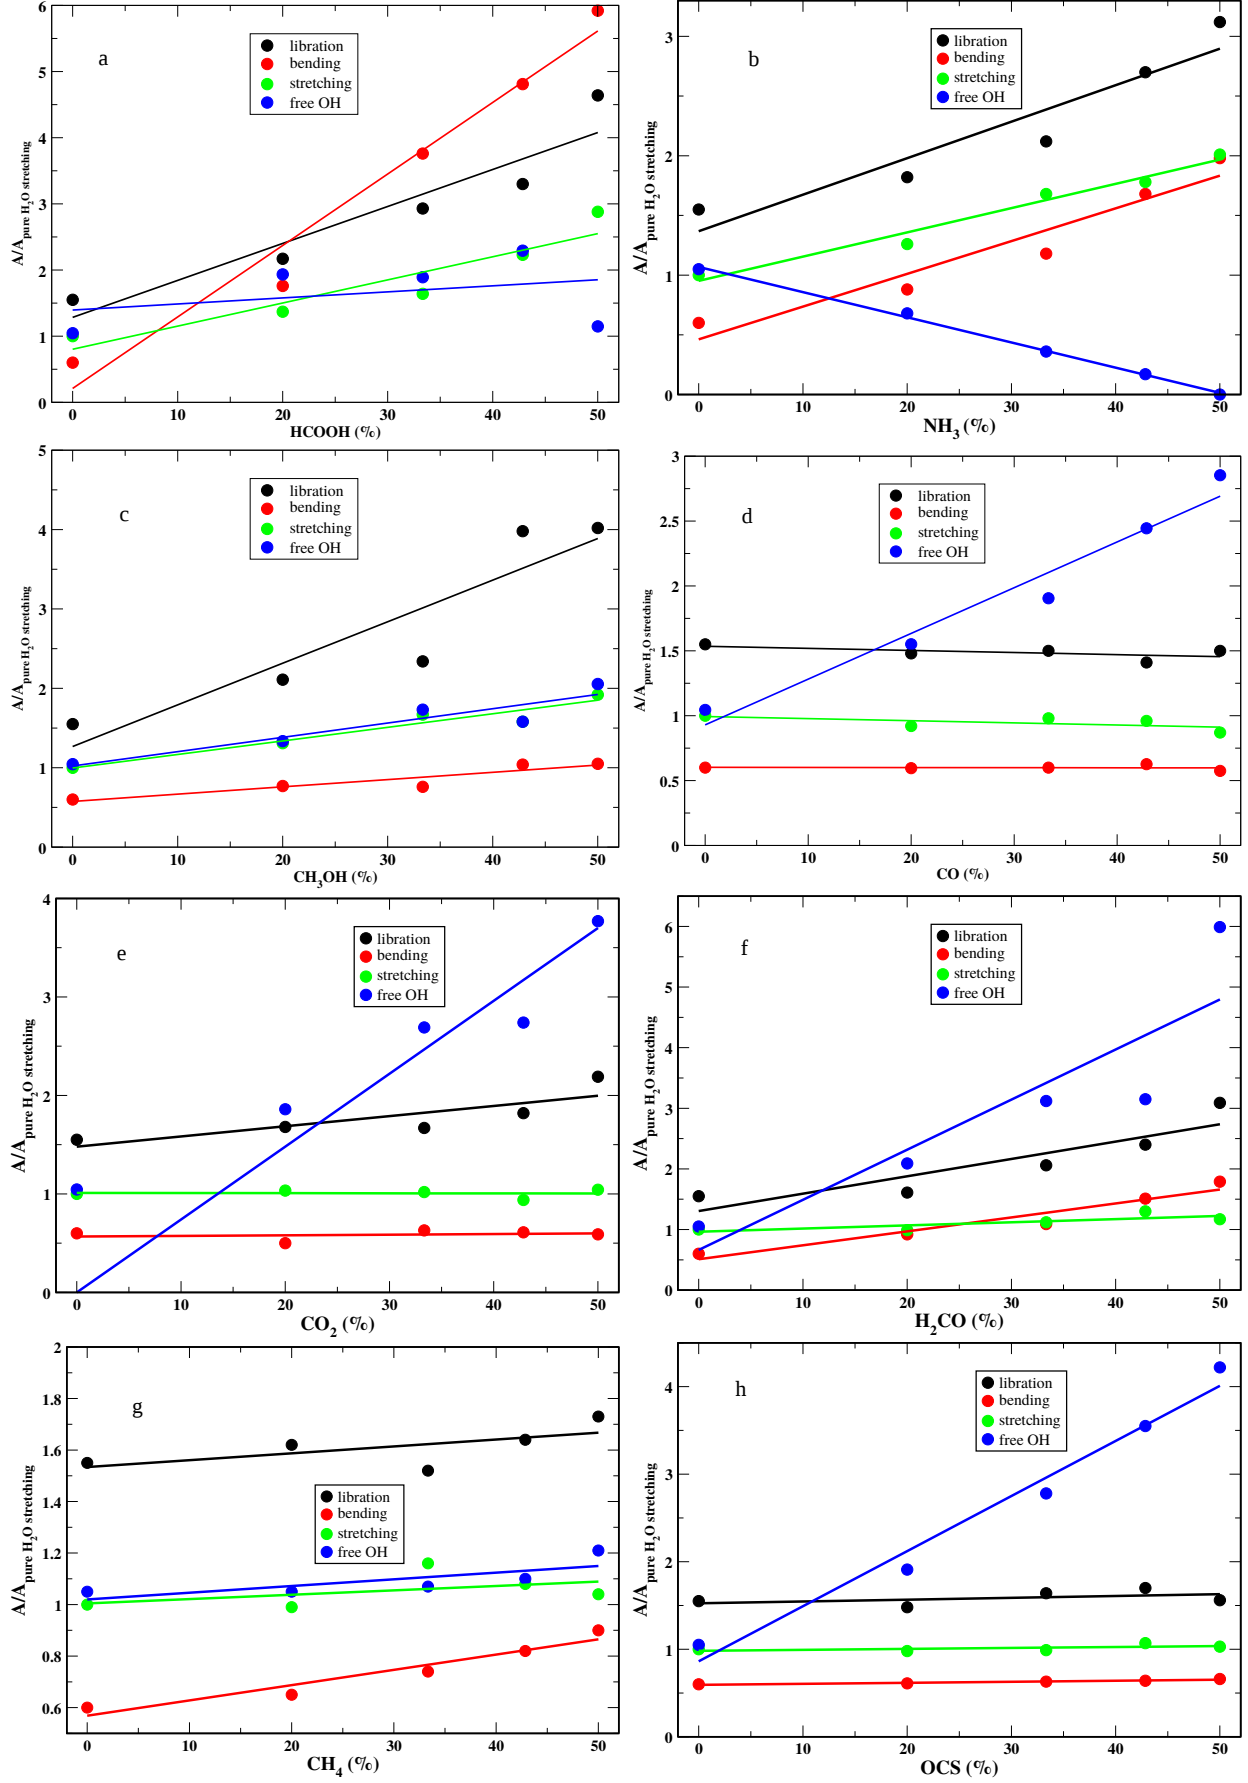 a
libration
bending
stretching
free OH
6
5
4
3
2
1
0
0 10 20 30 40 50
A/A pure H₂O stretching
HCOOH (%)
b
libration
bending
stretching
free OH
3
2
1
0
0 10 20 30 40 50
A/A pure H₂O stretching
NH₃ (%)
c
libration
bending
stretching
free OH
5
4
3
2
1
0
0 10 20 30 40 50
A/A pure H₂O stretching
CH₃OH (%)
d
libration
bending
stretching
free OH
3
2.5
2
1.5
1
0.5
0
0 10 20 30 40 50
A/A pure H₂O stretching
CO (%)
e
libration
bending
stretching
free OH
4
3
2
1
0
0 10 20 30 40 50
A/A pure H₂O stretching
CO₂ (%)
f
libration
bending
stretching
free OH
6
5
4
3
2
1
0
0 10 20 30 40 50
A/A pure H₂O stretching
H₂CO (%)
g
libration
bending
stretching
free OH
2
1.8
1.6
1.4
1.2
1
0.8
0.6
0 10 20 30 40 50
A/A pure H₂O stretching
CH₄ (%)
h
libration
bending
stretching
free OH
4
3
2
1
0
0 10 20 30 40 50
A/A pure H₂O stretching
OCS (%)